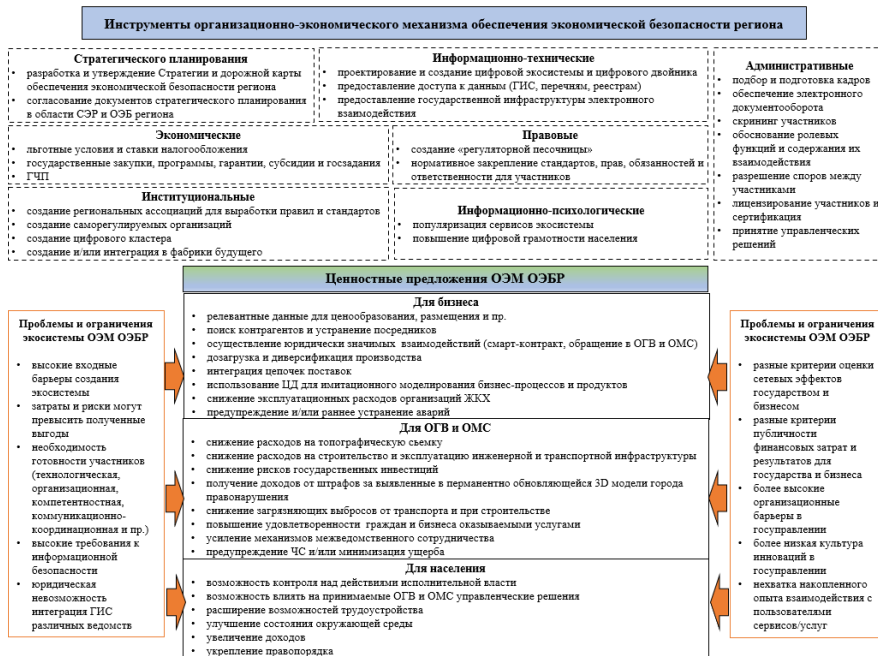 Инструменты организационно-экономического механизма обеспечения экономической безопасности региона
Стратегического планирования
• разработка и утверждение Стратегии и дорожной карты
обеспечения экономической безопасности региона
• согласование документов стратегического планирования
в области СЭР и ОЭБ региона
Информационно-технические
• проектирование и создание цифровой экосистемы и цифрового двойника
• предоставление доступа к данным (ГИС, перечням, реестрам)
• предоставление государственной инфраструктуры электронного
взаимодействия
Административные
• подбор и подготовка кадров
• обеспечение электронного
документооборота
• скрининг участников
• обоснование ролевых
функций и содержания их
взаимодействия
• разрешение споров между
участниками
• лицензирование участников и
сертификация
• принятие управленческих
решений
Экономические
• льготные условия и ставки налогообложения
• государственные закупки, программы, гарантии, субсидии и госзадания
• ГЧП
Правовые
• создание «регуляторной песочницы»
• нормативное закрепление стандартов, прав, обязанностей и
ответственности для участников
Институциональные
• создание региональных ассоциаций для выработки правил и стандартов
• создание саморегулируемых организаций
• создание цифрового кластера
• создание и/или интеграция в фабрики будущего
Информационно-психологические
• популяризация сервисов экосистемы
• повышение цифровой грамотности населения
Ценностные предложения ОЭМ ОЭБР
Проблемы и ограничения
экосистемы ОЭМ ОЭБР
• высокие входные
барьеры создания
экосистемы
• затраты и риски могут
превысить полученные
выгоды
• необходимость
готовности участников
(технологическая,
организационная,
компетентностная,
коммуникационно-
координационная и пр.)
• высокие требования к
информационной
безопасности
• юридическая
невозможность
интеграция ГИС
различных ведомств
Для бизнеса
• релевантные данные для ценообразования, размещения и пр.
• поиск контрагентов и устранение посредников
• осуществление юридически значимых взаимодействий (смарт-контракт, обращение в ОГВ и ОМС)
• дозагрузка и диверсификация производства
• интеграция цепочек поставок
• использование ЦД для имитационного моделирования бизнес-процессов и продуктов
• снижение эксплуатационных расходов организаций ЖКХ
• предупреждение и/или раннее устранение аварий
Для ОГВ и ОМС
• снижение расходов на топографическую съемку
• снижение расходов на строительство и эксплуатацию инженерной и транспортной инфраструктуры
• снижение рисков государственных инвестиций
• получение доходов от штрафов за выявленные в перманентно обновляющейся 3D модели города
правонарушения
• снижение загрязняющих выбросов от транспорта и при строительстве
• повышение удовлетворенности граждан и бизнеса оказываемыми услугами
• усиление механизмов межведомственного сотрудничества
• предупреждение ЧС и/или минимизация ущерба
Для населения
• возможность контроля над действиями исполнительной власти
• возможность влиять на принимаемые ОГВ и ОМС управленческие решения
• расширение возможностей трудоустройства
• улучшение состояния окружающей среды
• увеличение доходов
• укрепление правопорядка
Проблемы и ограничения
экосистемы ОЭМ ОЭБР
• разные критерии оценки
сетевых эффектов
государством и
бизнесом
• разные критерии
публичности
финансовых затрат и
результатов для
государства и бизнеса
• более высокие
организационные
барьеры в
госуправлении
• более низкая культура
инноваций в
госуправлении
• нехватка накопленного
опыта взаимодействия с
пользователями
сервисов/услуг